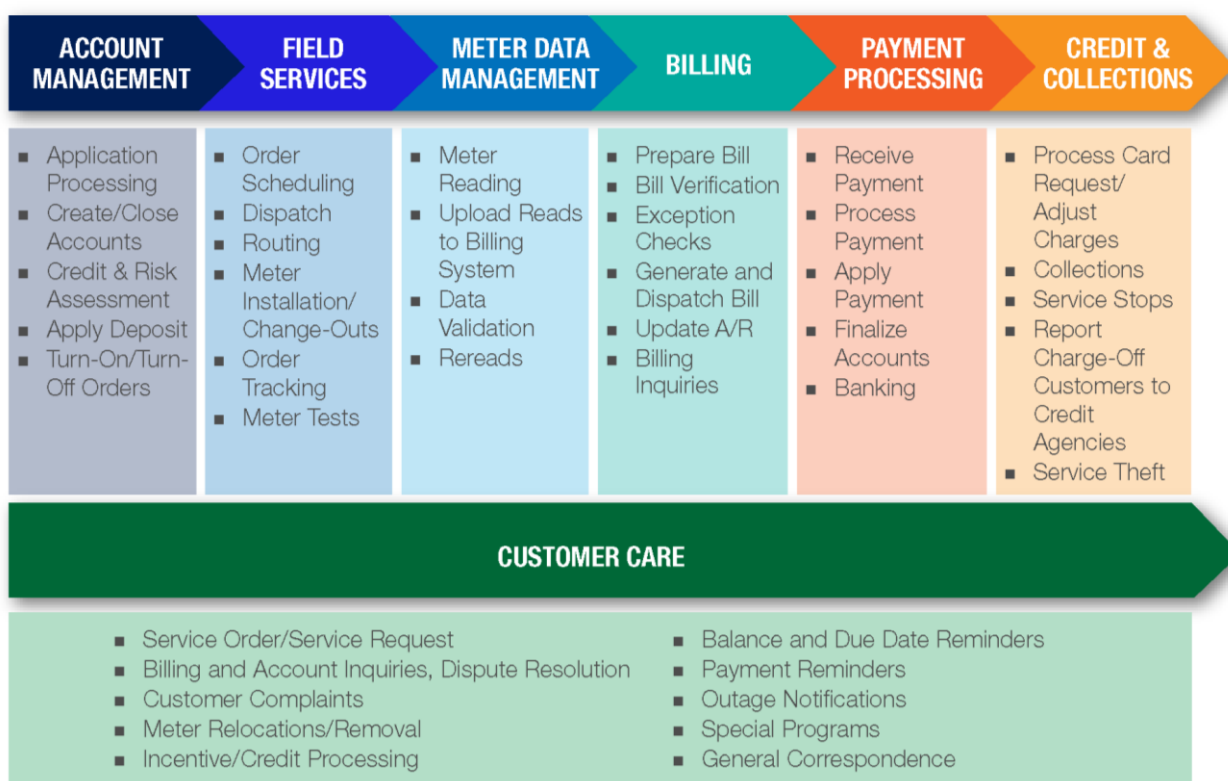 ACCOUNT
MANAGEMENT
FIELD
SERVICES
METER DATA
MANAGEMENT
BILLING
PAYMENT
PROCESSING
CREDIT &
COLLECTIONS
▪ Application
Processing
▪ Create/Close
Accounts
▪ Credit & Risk
Assessment
▪ Apply Deposit
▪ Turn-On/Turn-
Off Orders
▪ Order
Scheduling
▪ Dispatch
▪ Routing
▪ Meter
Installation/
Change-Outs
▪ Order
Tracking
▪ Meter Tests
▪ Meter
Reading
▪ Upload Reads
to Billing
System
▪ Data
Validation
▪ Rereads
▪ Prepare Bill
▪ Bill Verification
▪ Exception
Checks
▪ Generate and
Dispatch Bill
▪ Update A/R
▪ Billing
Inquiries
▪ Receive
Payment
▪ Process
Payment
▪ Apply
Payment
▪ Finalize
Accounts
▪ Banking
▪ Process Card
Request/
Adjust
Charges
▪ Collections
▪ Service Stops
▪ Report
Charge-Off
Customers to
Credit
Agencies
▪ Service Theft
CUSTOMER CARE
▪ Service Order/Service Request
▪ Billing and Account Inquiries, Dispute Resolution
▪ Customer Complaints
▪ Meter Relocations/Removal
▪ Incentive/Credit Processing
▪ Balance and Due Date Reminders
▪ Payment Reminders
▪ Outage Notifications
▪ Special Programs
▪ General Correspondence